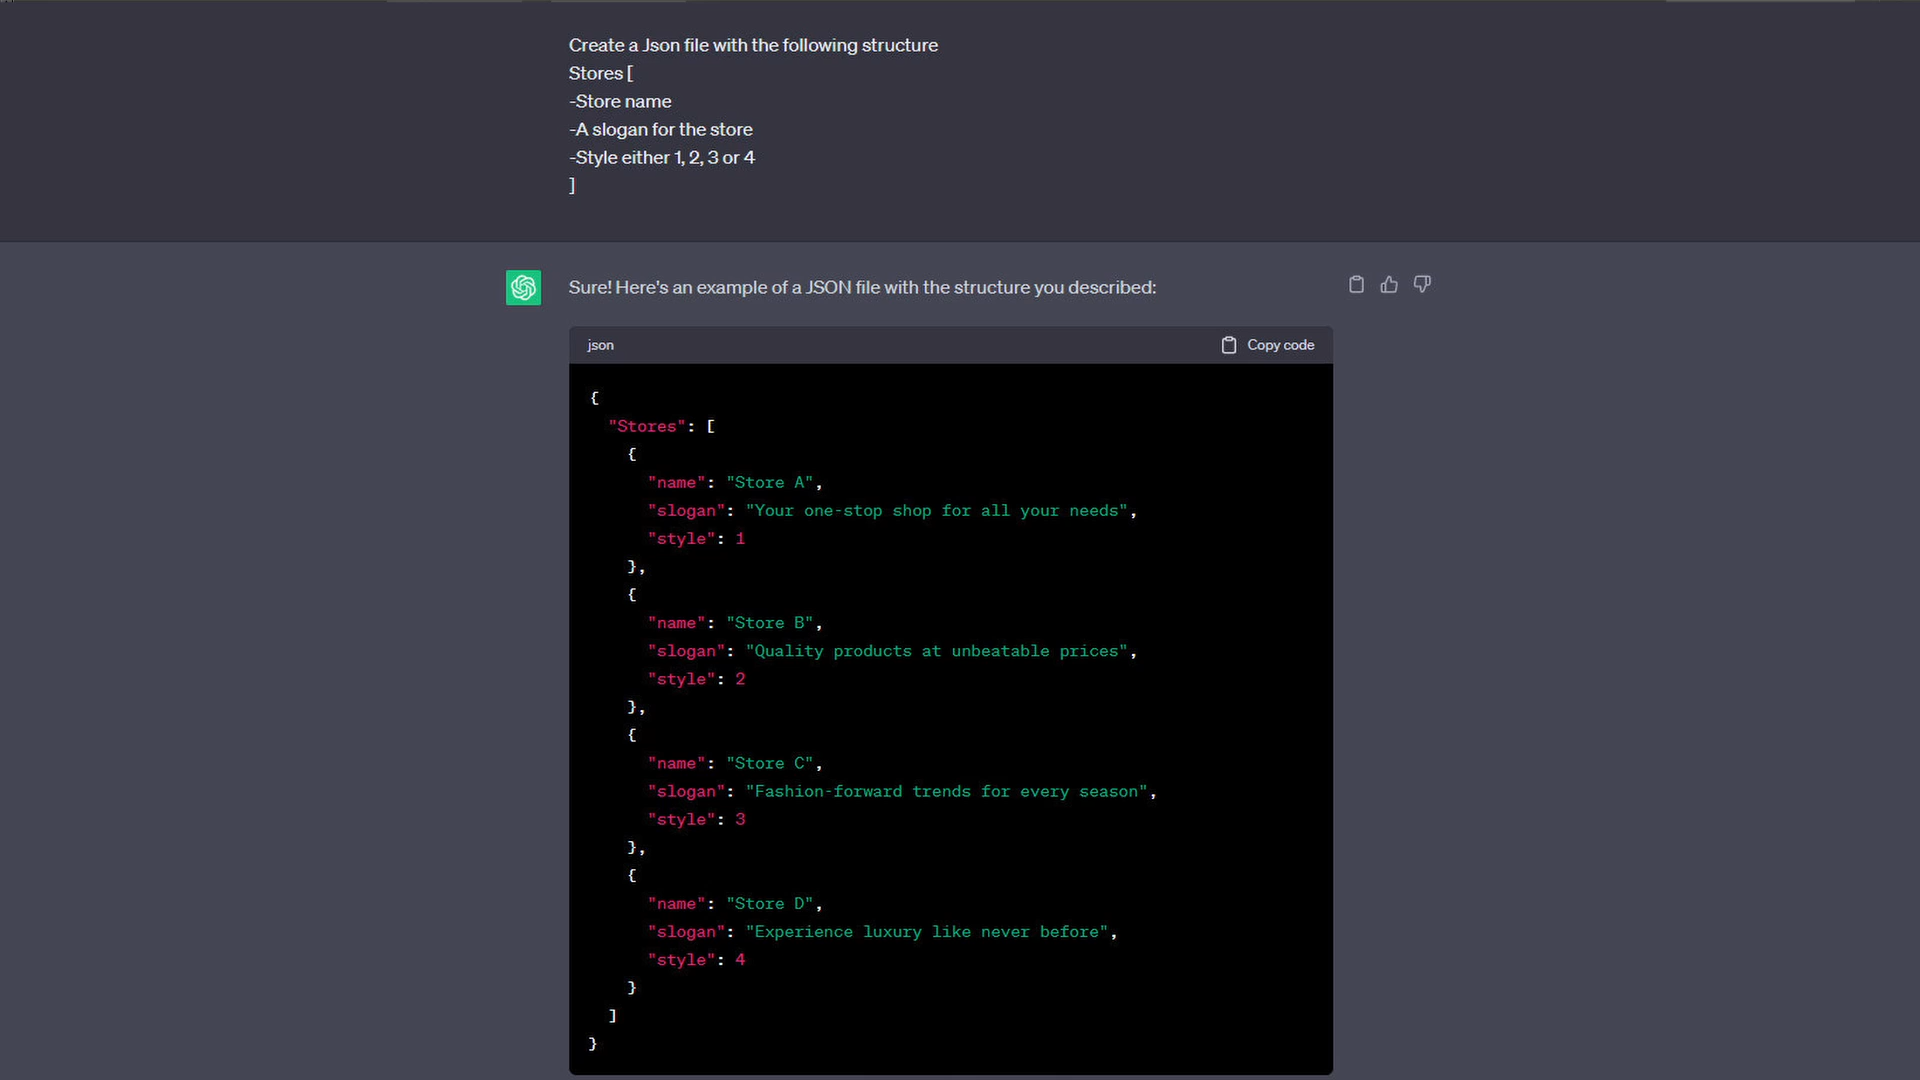 Create a Json file with the following structure
Stores [
-Store name
-A slogan for the store
-Style either 1, 2, 3 or 4
]
Sure! Here's an example of a JSON file with the structure you described:
json
Copy code
{
"Stores": [
{
"name": "Store A",
"slogan": "Your one-stop shop for all your needs",
"style": 1
},
{
"name": "Store B",
"slogan": "Quality products at unbeatable prices",
"style": 2
},
{
"name": "Store C",
"slogan": "Fashion-forward trends for every season",
"style": 3
},
{
"name": "Store D",
"slogan": "Experience luxury like never before",
"style": 4
}
]
}